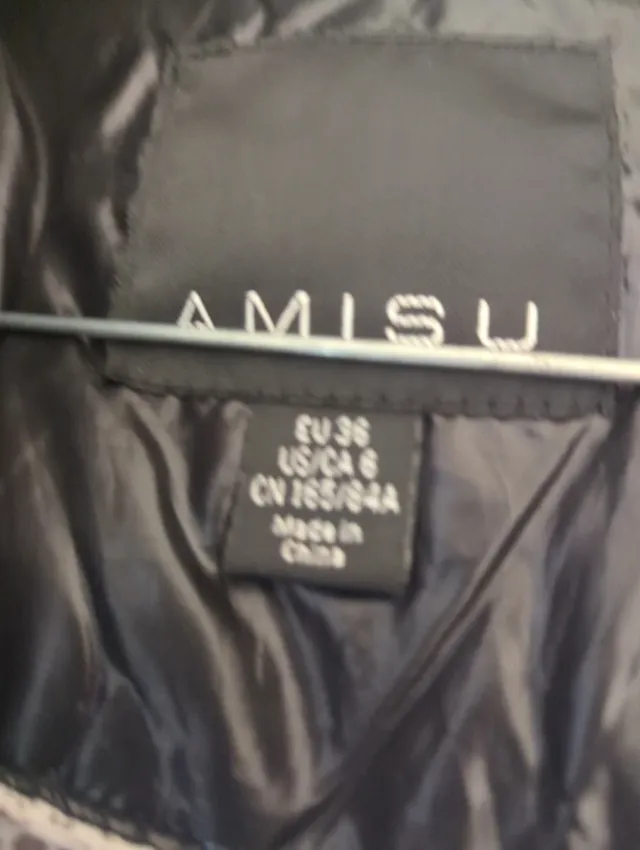 AMISU
EU 36
US/CA 6
CN 165/84A
Made in
China